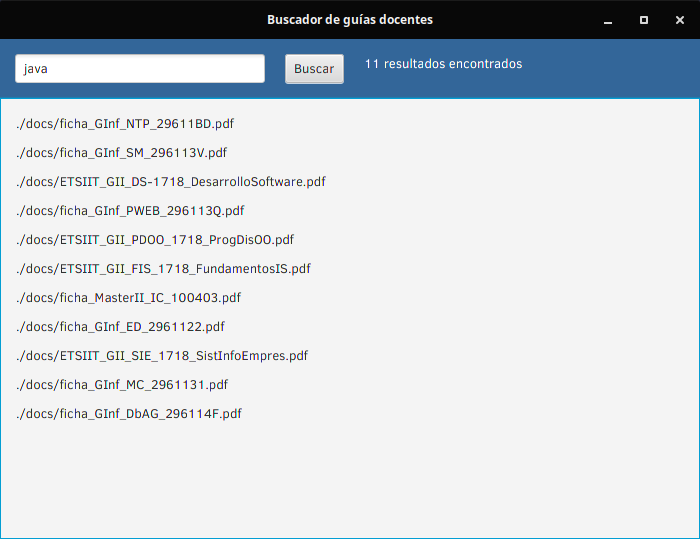 Buscador de guías docentes
java
Buscar
11 resultados encontrados
./docs/ficha_GInf_NTP_29611BD.pdf
./docs/ficha_GInf_SM_296113V.pdf
./docs/ETSIIT_GII_DS-1718_DesarrolloSoftware.pdf
./docs/ficha_GInf_PWEB_296113Q.pdf
./docs/ETSIIT_GII_PDOO_1718_ProgDisOO.pdf
./docs/ETSIIT_GII_FIS_1718_FundamentosIS.pdf
./docs/ficha_MasterII_IC_100403.pdf
./docs/ficha_GInf_ED_2961122.pdf
./docs/ETSIIT_GII_SIE_1718_SistInfoEmpres.pdf
./docs/ficha_GInf_MC_2961131.pdf
./docs/ficha_GInf_DbAG_296114F.pdf